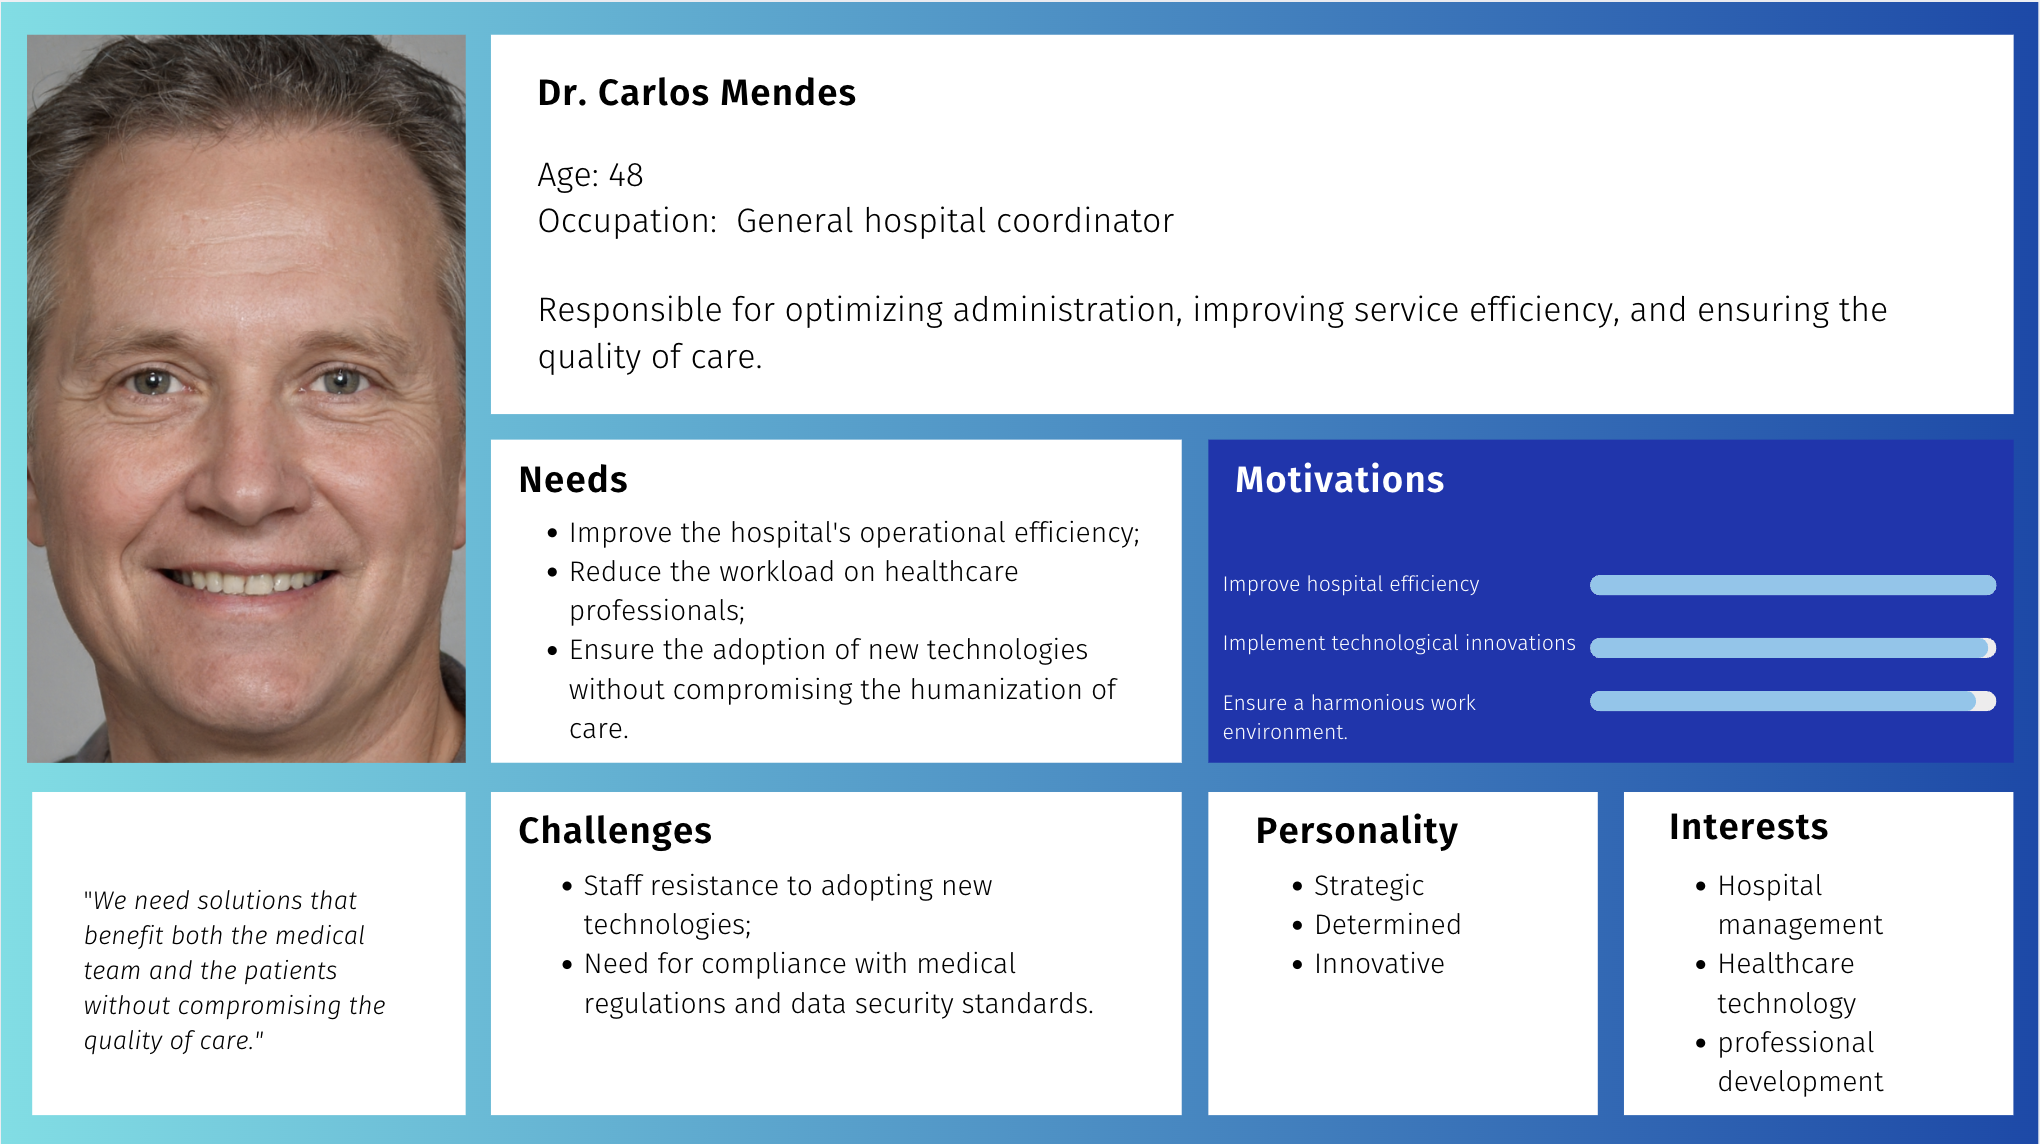 Dr. Carlos Mendes
Age: 48
Occupation:  General hospital coordinator
Responsible for optimizing administration, improving service efficiency, and ensuring the
quality of care.
Needs
• Improve the hospital's operational efficiency;
• Reduce the workload on healthcare
professionals;
• Ensure the adoption of new technologies
without compromising the humanization of
care.
Motivations
Improve hospital efficiency
Implement technological innovations
Ensure a harmonious work
environment.
"We need solutions that
benefit both the medical
team and the patients
without compromising the
quality of care."
Challenges
• Staff resistance to adopting new
technologies;
• Need for compliance with medical
regulations and data security standards.
Personality
• Strategic
• Determined
• Innovative
Interests
• Hospital
management
• Healthcare
technology
• professional
development